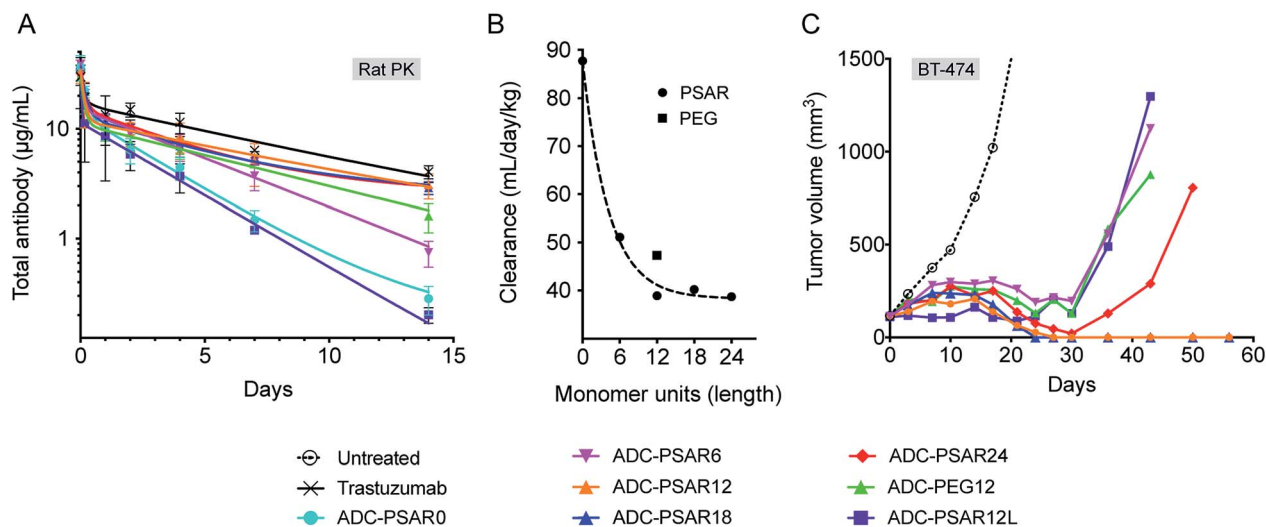 A
Rat PK
Total antibody (µg/mL)
10
1
0 5 10 15
Days
B
PSAR
PEG
Clearance (mL/day/kg)
90
80
70
60
50
40
0 6 12 18 24
Monomer units (length)
C
BT-474
Tumor volume (mm³)
1500
1000
500
0
0 10 20 30 40 50 60
Days
Untreated
Trastuzumab
ADC-PSAR0
ADC-PSAR6
ADC-PSAR12
ADC-PSAR18
ADC-PSAR24
ADC-PEG12
ADC-PSAR12L